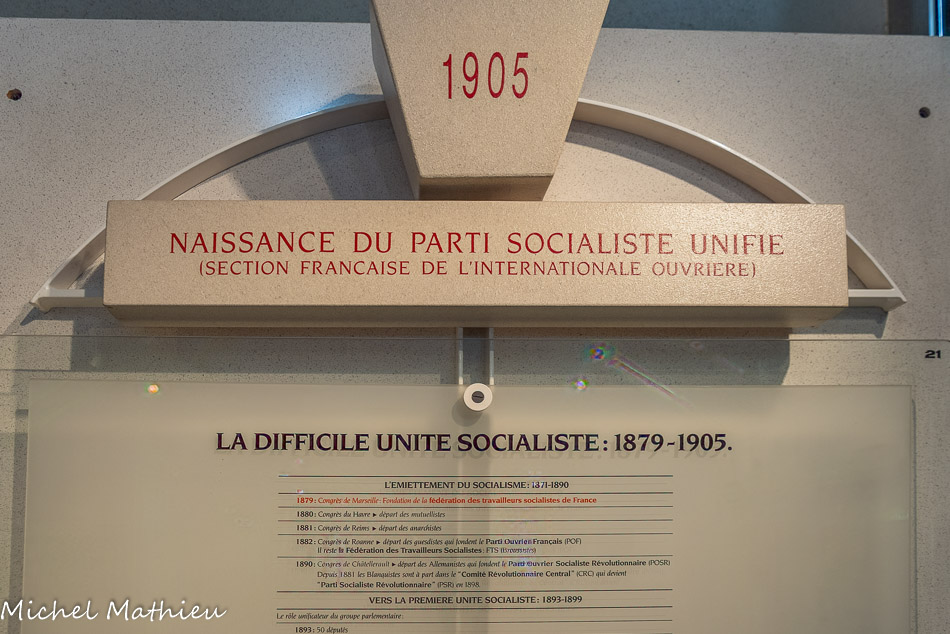 1905
NAISSANCE DU PARTI SOCIALISTE UNIFIE
(SECTION FRANCAISE DE L'INTERNATIONALE OUVRIERE)
21
LA DIFFICILE UNITE SOCIALISTE: 1879-1905.
L'EMIETTEMENT DU SOCIALISME: 1871-1890
1879: Congrès de Marseille: Fondation de la fédération des travailleurs socialistes de France
1880: Congrès du Havre ▸ départ des mutuellistes
1881: Congrès de Reims ▸ départ des anarchistes
1882: Congrès de Roanne ▸ départ des guesdistes qui fondent le Parti Ouvrier Français (POF)
Il reste la Fédération des Travailleurs Socialistes: FTS (Broussistes)
1890: Congrès de Châtellerault ▸ départ des Allemanistes qui fondent le Parti Ouvrier Socialiste Révolutionnaire (POSR)
Depuis 1881 les Blanquistes sont à part dans le "Comité Révolutionnaire Central" (CRC) qui devient
"Parti Socialiste Révolutionnaire" (PSR) en 1898.
VERS LA PREMIERE UNITE SOCIALISTE: 1893-1899
Le rôle unificateur du groupe parlementaire:
1893: 50 députés
Michel Mathieu